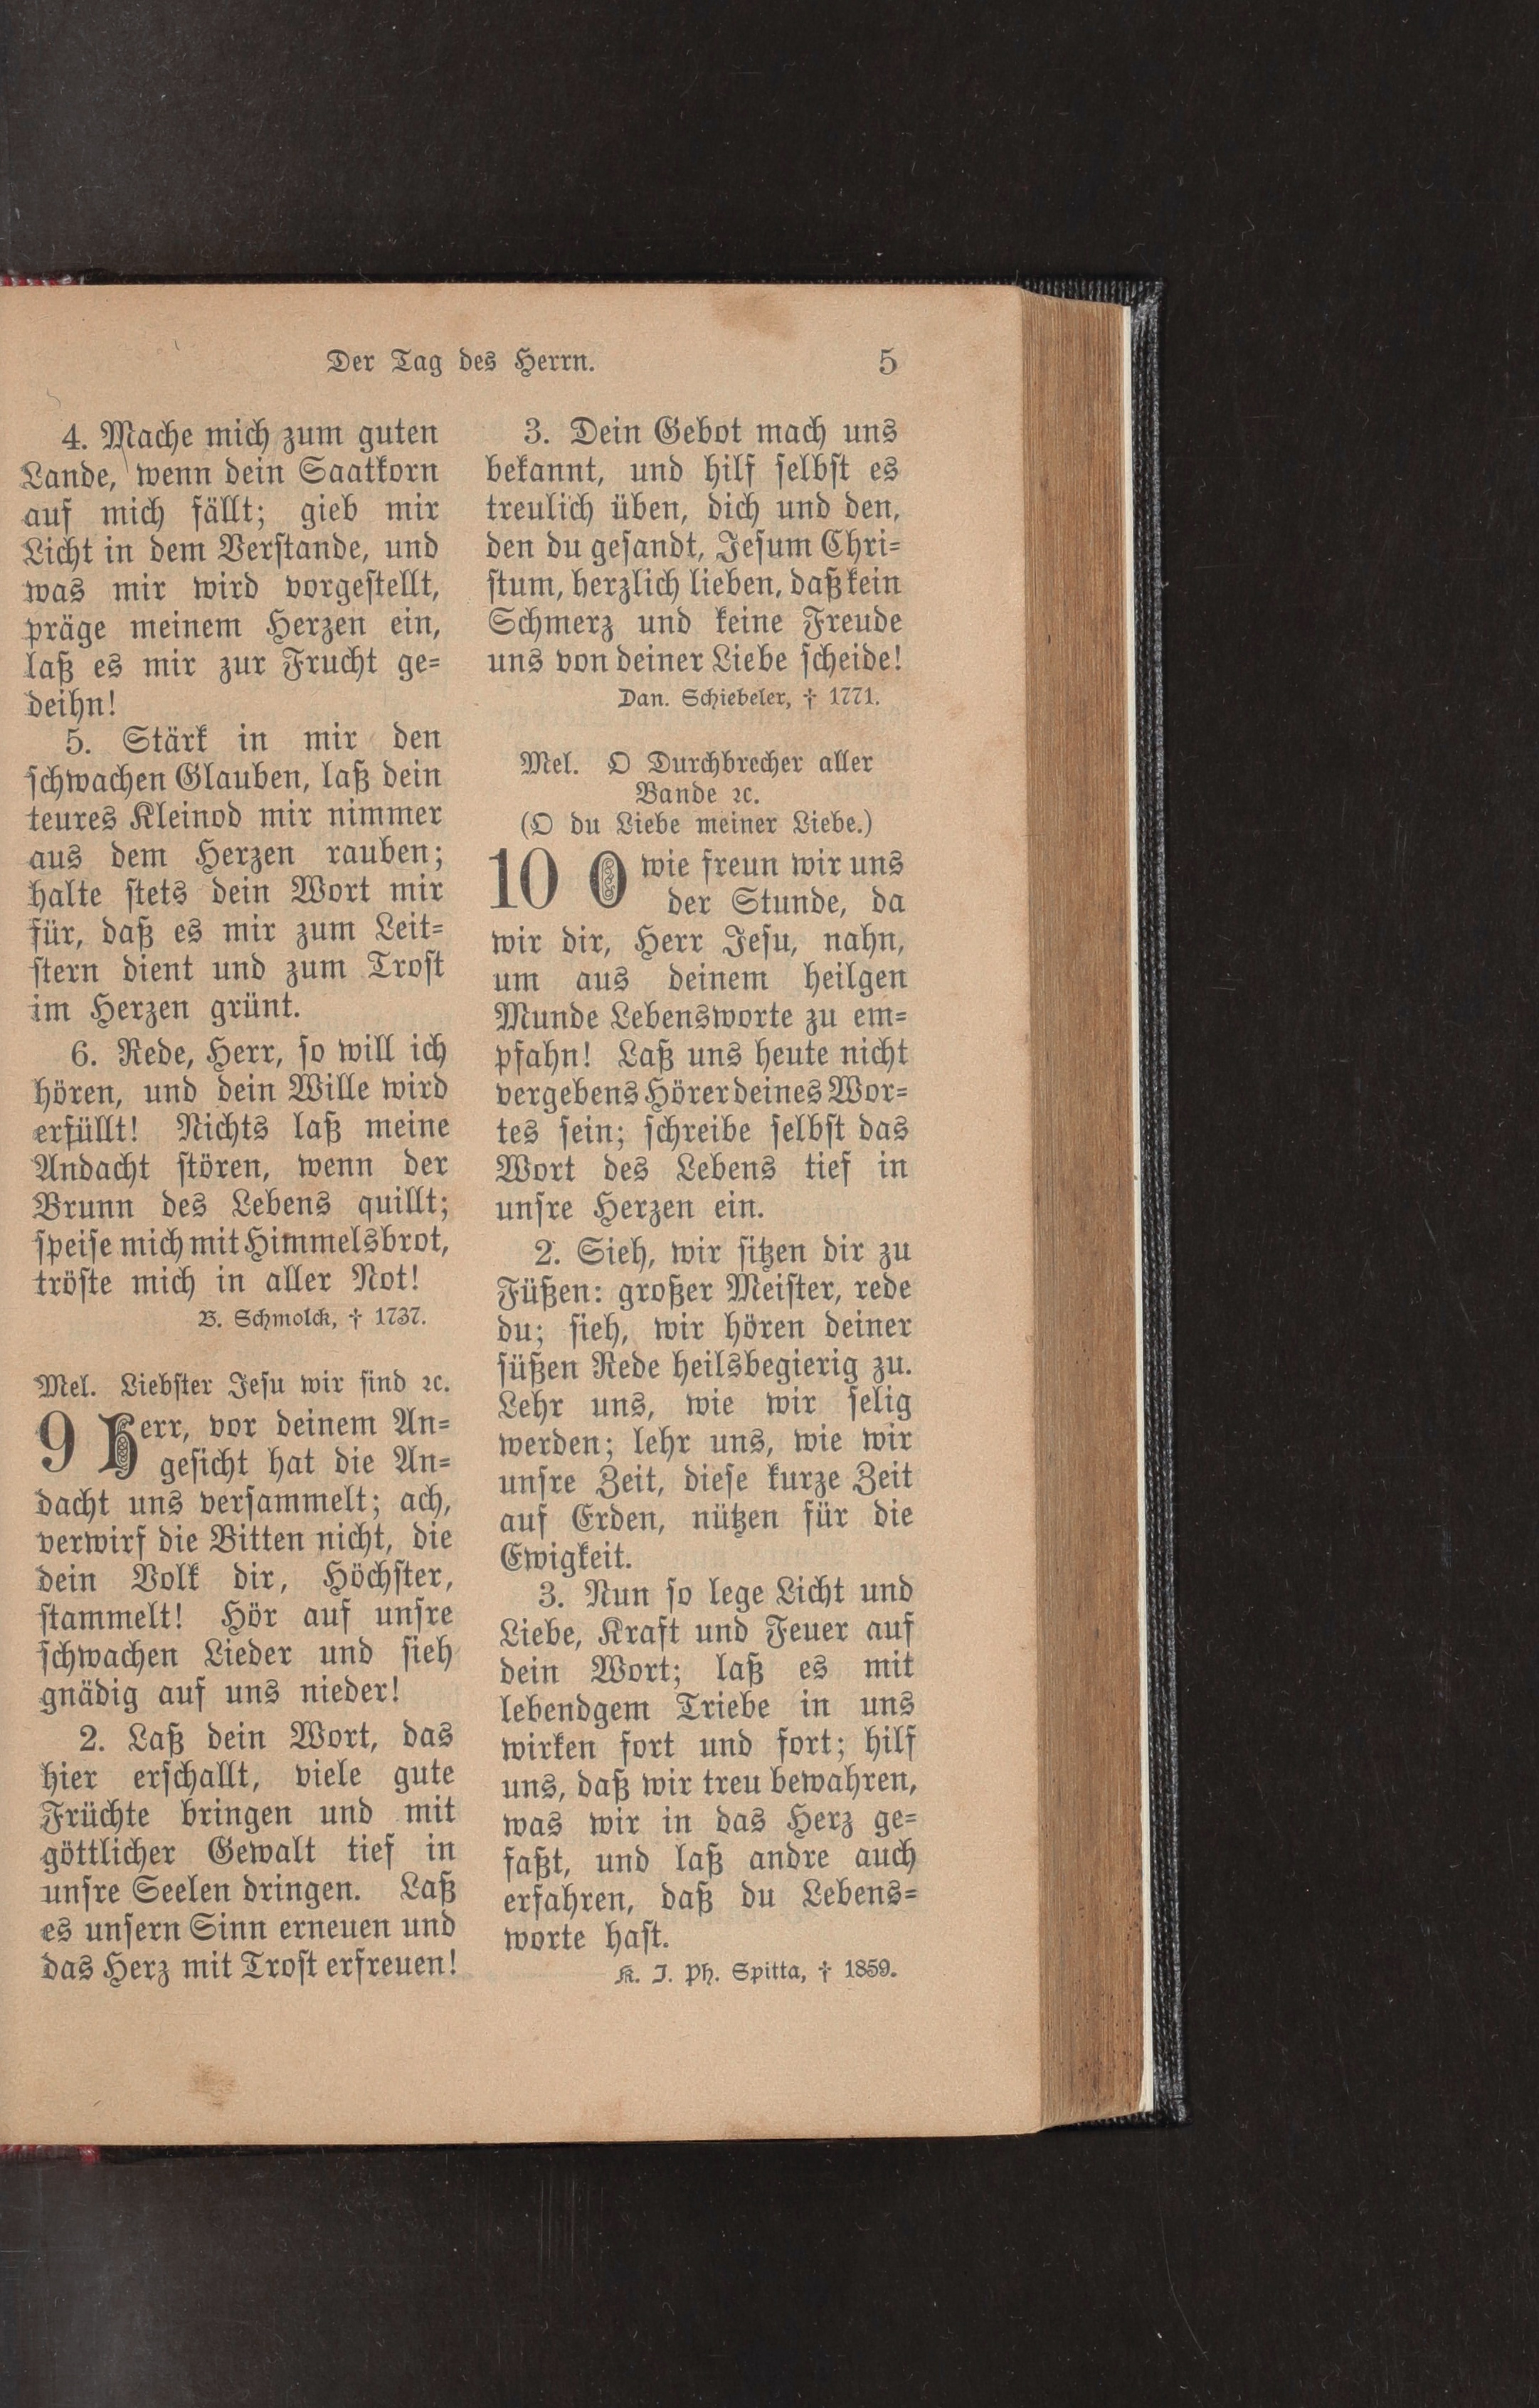 Der Tag des Herrn. 5
4. Mache mich zum guten
Lande, wenn dein Saatkorn
auf mich fällt; gieb mir
Licht in dem Verstande, und
was mir wird vorgestellt,
präge meinem Herzen ein,
laß es mir zur Frucht ge=
deihn!
5. Stärk in mir den
schwachen Glauben, laß dein
teures Kleinod mir nimmer
aus dem Herzen rauben;
halte stets dein Wort mir
für, daß es mir zum Leit=
stern dient und zum Trost
im Herzen grünt.
6. Rede, Herr, so will ich
hören, und dein Wille wird
erfüllt! Nichts laß meine
Andacht stören, wenn der
Brunn des Lebens quillt;
speise mich mit Himmelsbrot,
tröste mich in aller Not!
B. Schmolck, † 1737.
Mel. Liebster Jesu wir sind ꝛc.
9 Herr, vor deinem An=
gesicht hat die An=
dacht uns versammelt; ach,
verwirf die Bitten nicht, die
dein Volk dir, Höchster,
stammelt! Hör auf unsre
schwachen Lieder und sieh
gnädig auf uns nieder!
2. Laß dein Wort, das
hier erschallt, viele gute
Früchte bringen und mit
göttlicher Gewalt tief in
unsre Seelen dringen. Laß
es unsern Sinn erneuen und
das Herz mit Trost erfreuen!
3. Dein Gebot mach uns
bekannt, und hilf selbst es
treulich üben, dich und den,
den du gesandt, Jesum Chri=
stum, herzlich lieben, daß kein
Schmerz und keine Freude
uns von deiner Liebe scheide!
Dan. Schiebeler, † 1771.
Mel. O Durchbrecher aller
Bande ꝛc.
(O du Liebe meiner Liebe.)
10 O wie freun wir uns
der Stunde, da
wir dir, Herr Jesu, nahn,
um aus deinem heilgen
Munde Lebensworte zu em=
pfahn! Laß uns heute nicht
vergebens Hörer deines Wor=
tes sein; schreibe selbst das
Wort des Lebens tief in
unsre Herzen ein.
2. Sieh, wir sitzen dir zu
Füßen: großer Meister, rede
du; sieh, wir hören deiner
süßen Rede heilsbegierig zu.
Lehr uns, wie wir selig
werden; lehr uns, wie wir
unsre Zeit, diese kurze Zeit
auf Erden, nützen für die
Ewigkeit.
3. Nun so lege Licht und
Liebe, Kraft und Feuer auf
dein Wort; laß es mit
lebendgem Triebe in uns
wirken fort und fort; hilf
uns, daß wir treu bewahren,
was wir in das Herz ge=
faßt, und laß andre auch
erfahren, daß du Lebens=
worte hast.
K. J. Ph. Spitta, † 1859.